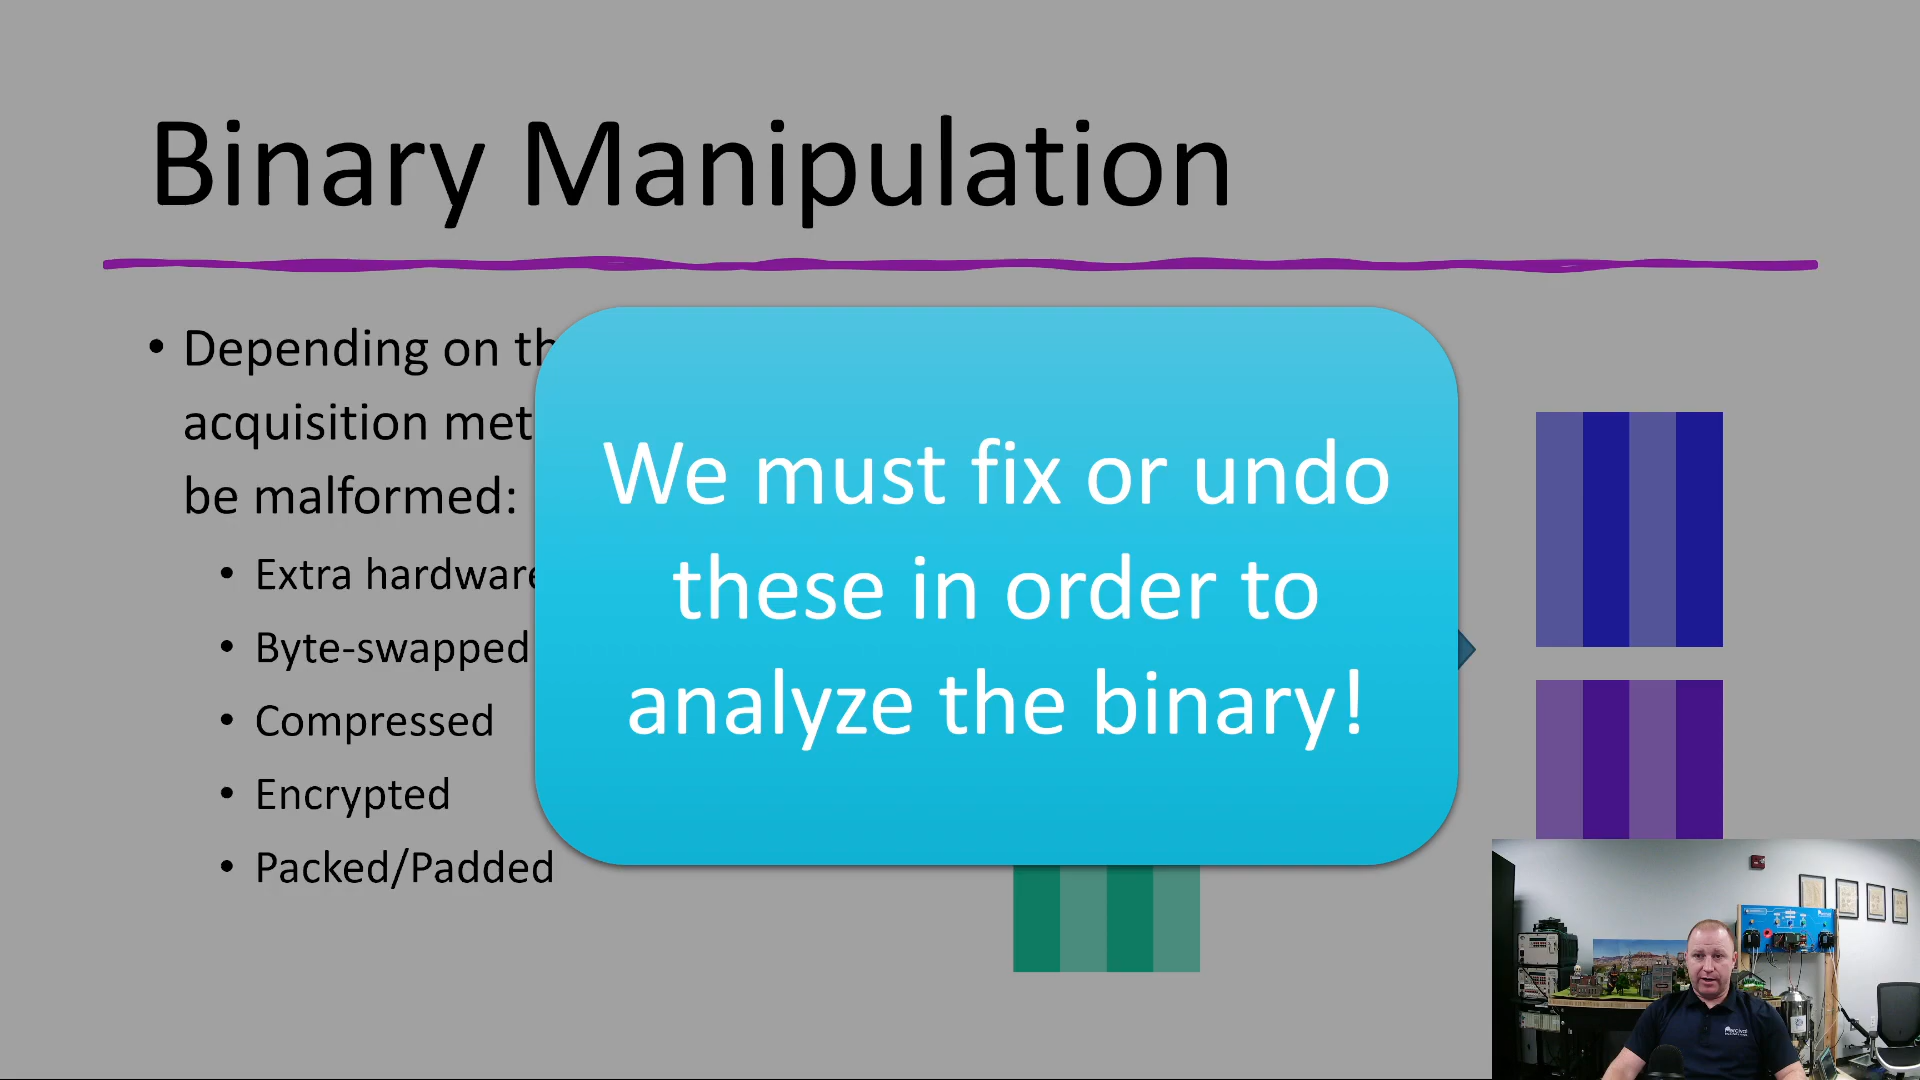 Binary Manipulation
• Depending on th
acquisition met
be malformed:
• Extra hardware
• Byte-swapped
• Compressed
• Encrypted
• Packed/Padded
We must fix or undo
these in order to
analyze the binary!